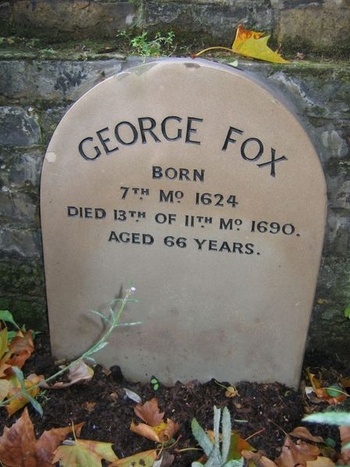 GEORGE FOX
BORN
7TH MO 1624
DIED 13TH OF 11TH MO 1690.
AGED 66 YEARS.